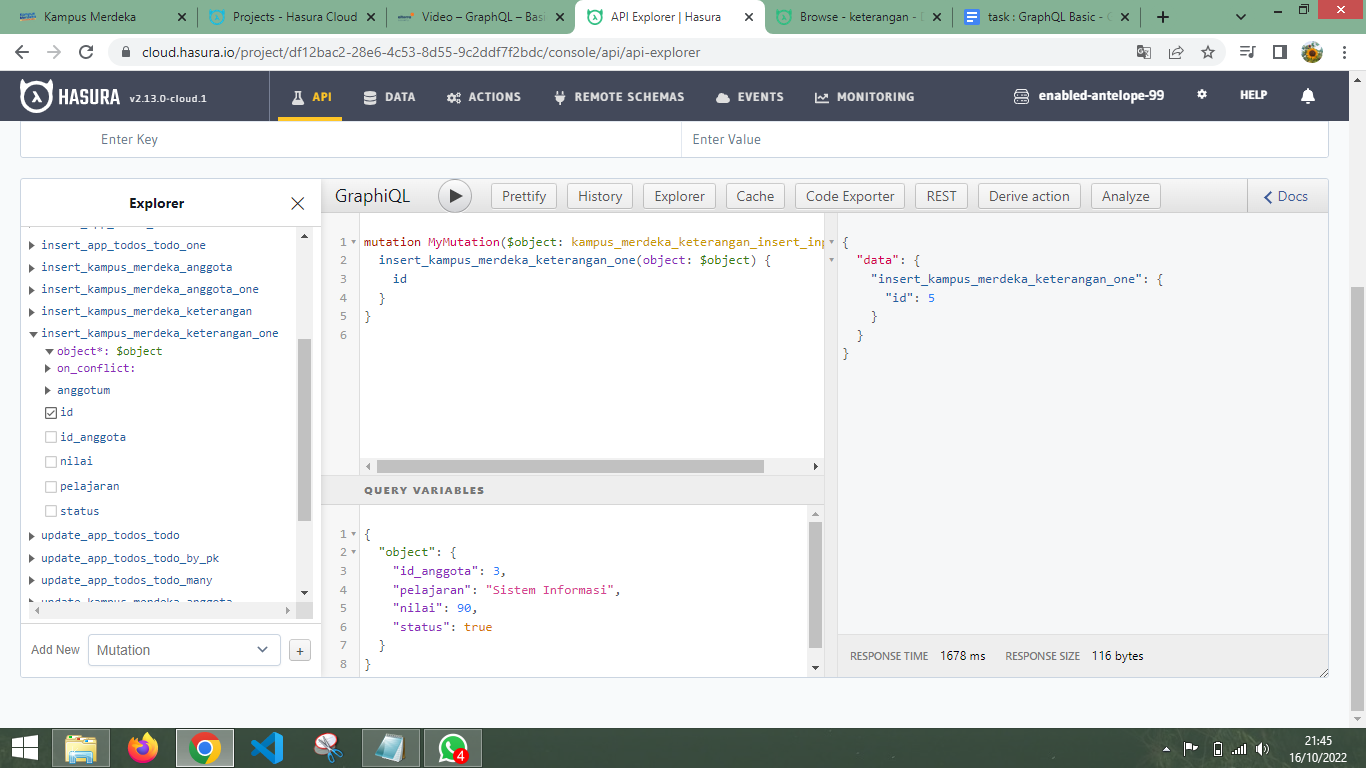 Kampus Merdeka
Projects - Hasura Cloud
Video – GraphQL – Basi
API Explorer | Hasura
Browse - keterangan - D
task : GraphQL Basic - G
cloud.hasura.io/project/df12bac2-28e6-4c53-8d55-9c2ddf7f2bdc/console/api/api-explorer
HASURA v2.13.0-cloud.1
API
DATA
ACTIONS
REMOTE SCHEMAS
EVENTS
MONITORING
enabled-antelope-99
HELP
Enter Key
Enter Value
Explorer
GraphiQL
Prettify
History
Explorer
Cache
Code Exporter
REST
Derive action
Analyze
Docs
insert_app_todos_todo_one
insert_kampus_merdeka_anggota
insert_kampus_merdeka_anggota_one
insert_kampus_merdeka_keterangan
insert_kampus_merdeka_keterangan_one
object*: $object
on_conflict:
anggotum
id
id_anggota
nilai
pelajaran
status
update_app_todos_todo
update_app_todos_todo_by_pk
update_app_todos_todo_many
update_kampus_merdeka_anggota
Add New
Mutation
+
1 mutation MyMutation($object: kampus_merdeka_keterangan_insert_inp
2 insert_kampus_merdeka_keterangan_one(object: $object) {
3 id
4 }
5 }
6
QUERY VARIABLES
1 {
2 "object": {
3 "id_anggota": 3,
4 "pelajaran": "Sistem Informasi",
5 "nilai": 90,
6 "status": true
7 }
8 }
{
"data": {
"insert_kampus_merdeka_keterangan_one": {
"id": 5
}
}
}
RESPONSE TIME 1678 ms RESPONSE SIZE 116 bytes
4
21:45
16/10/2022